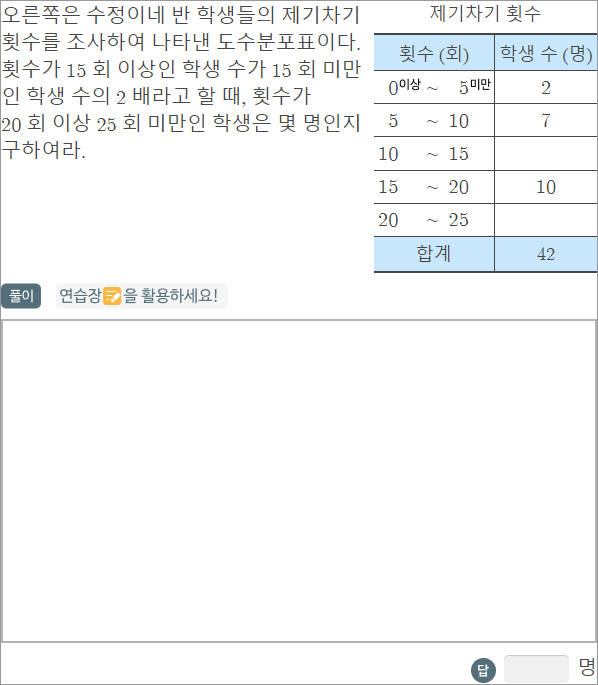 오른쪽은 수정이네 반 학생들의 제기차기
횟수를 조사하여 나타낸 도수분포표이다.
횟수가 15 회 이상인 학생 수가 15 회 미만
인 학생 수의 2 배라고 할 때, 횟수가
20 회 이상 25 회 미만인 학생은 몇 명인지
구하여라.
제기차기 횟수
횟수 (회) 학생 수 (명)
0이상 ~ 5미만 2
5 ~ 10 7
10 ~ 15
15 ~ 20 10
20 ~ 25
합계 42
풀이 연습장을 활용하세요!
답 명